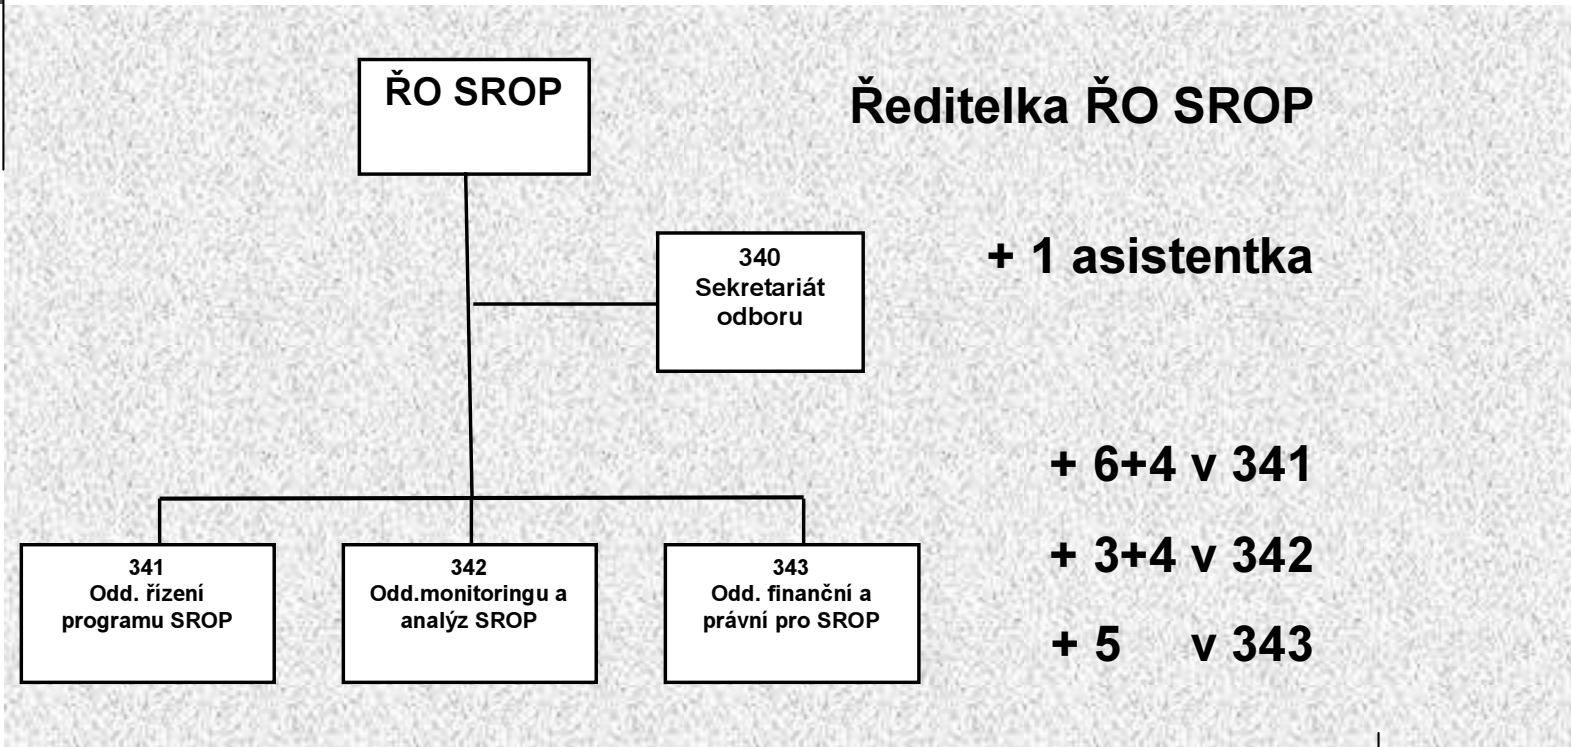 ŘO SROP
Ředitelka ŘO SROP
340
Sekretariát
odboru
+ 1 asistentka
341
Odd. řízení
programu SROP
342
Odd.monitoringu a
analýz SROP
343
Odd. finanční a
právní pro SROP
+ 6+4 v 341
+ 3+4 v 342
+ 5 v 343